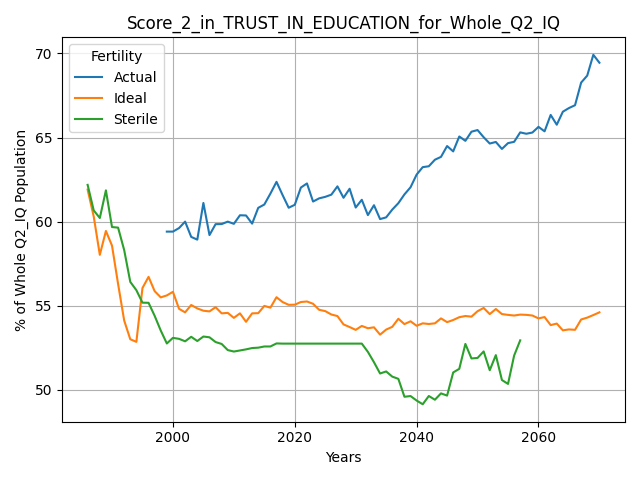 Score_2_in_TRUST_IN_EDUCATION_for_Whole_Q2_IQ
Fertility
Actual
Ideal
Sterile
% of Whole Q2_IQ Population
70
65
60
55
50
2000
2020
2040
2060
Years